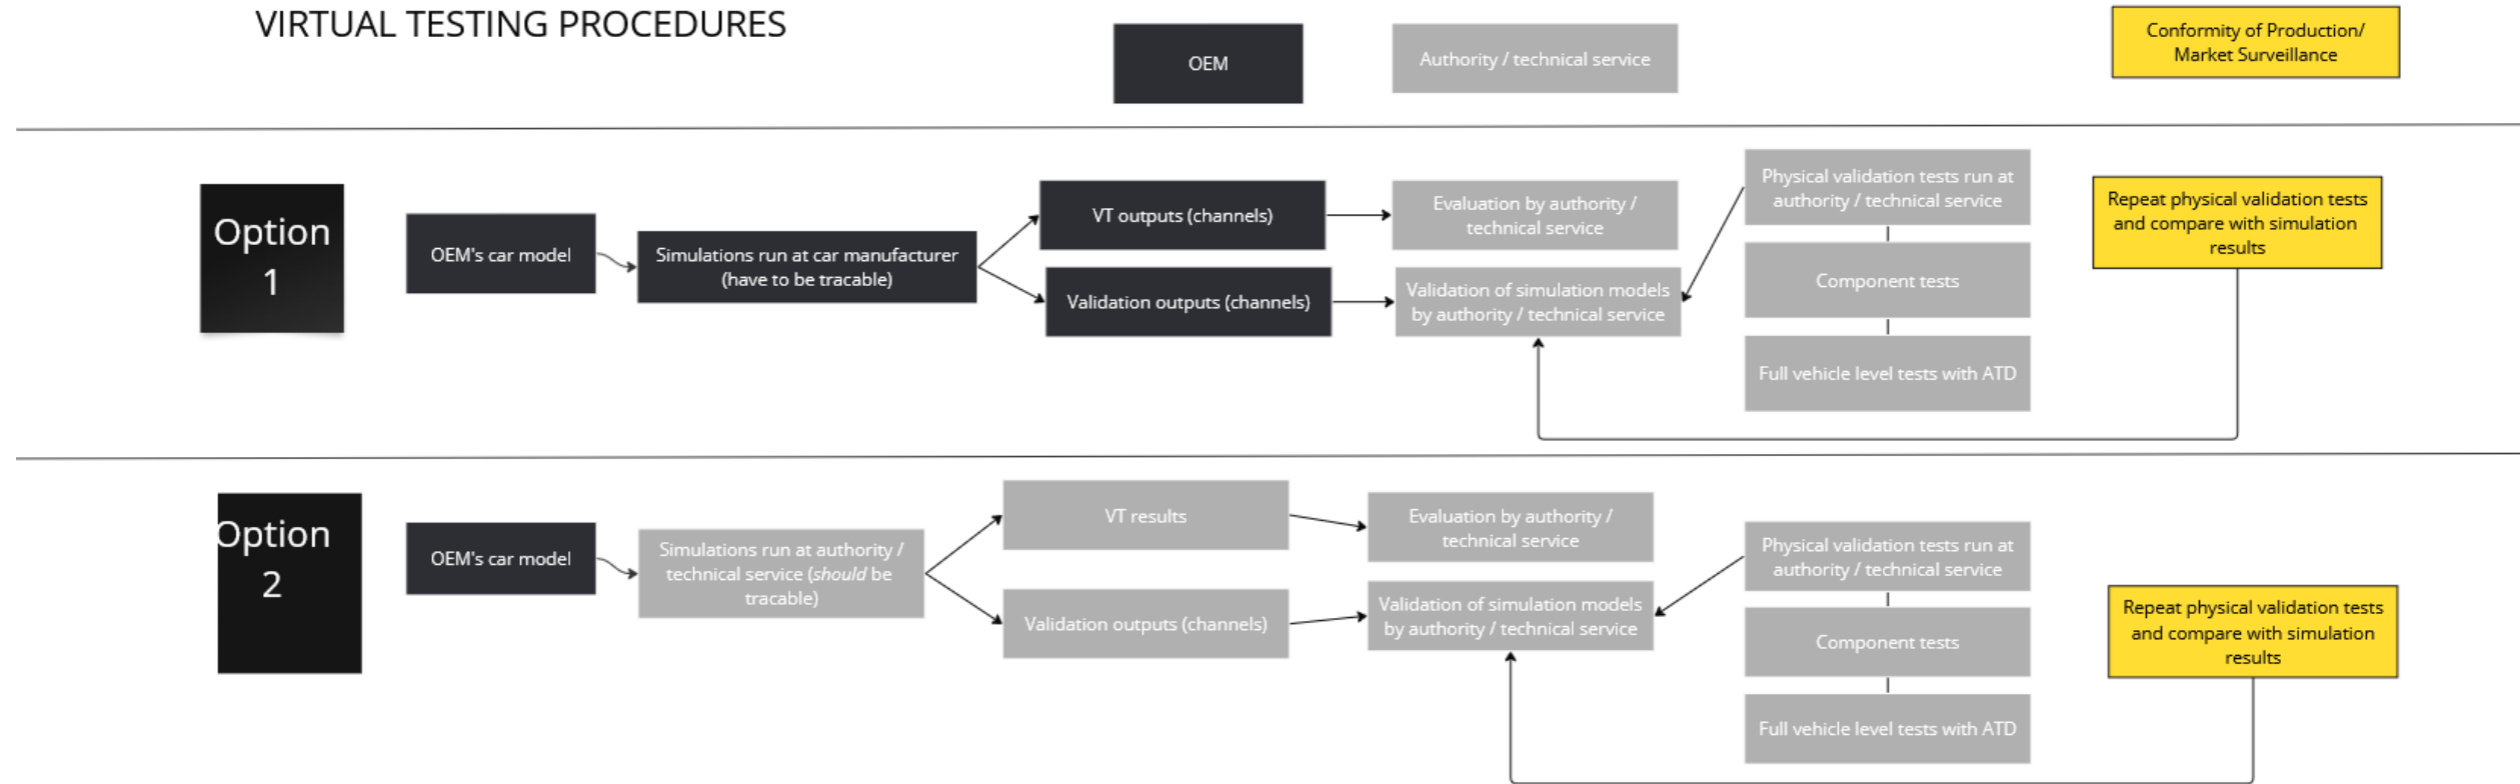 VIRTUAL TESTING PROCEDURES
OEM
Authority / technical service
Conformity of Production/
Market Surveillance
Option
1
OEM's car model
Simulations run at car manufacturer
(have to be tracable)
VT outputs (channels)
Validation outputs (channels)
Evaluation by authority /
technical service
Validation of simulation models
by authority / technical service
Physical validation tests run at
authority / technical service
Component tests
Full vehicle level tests with ATD
Repeat physical validation tests
and compare with simulation
results
Option
2
OEM's car model
Simulations run at authority /
technical service (should be
tracable)
VT results
Validation outputs (channels)
Evaluation by authority /
technical service
Validation of simulation models
by authority / technical service
Physical validation tests run at
authority / technical service
Component tests
Full vehicle level tests with ATD
Repeat physical validation tests
and compare with simulation
results